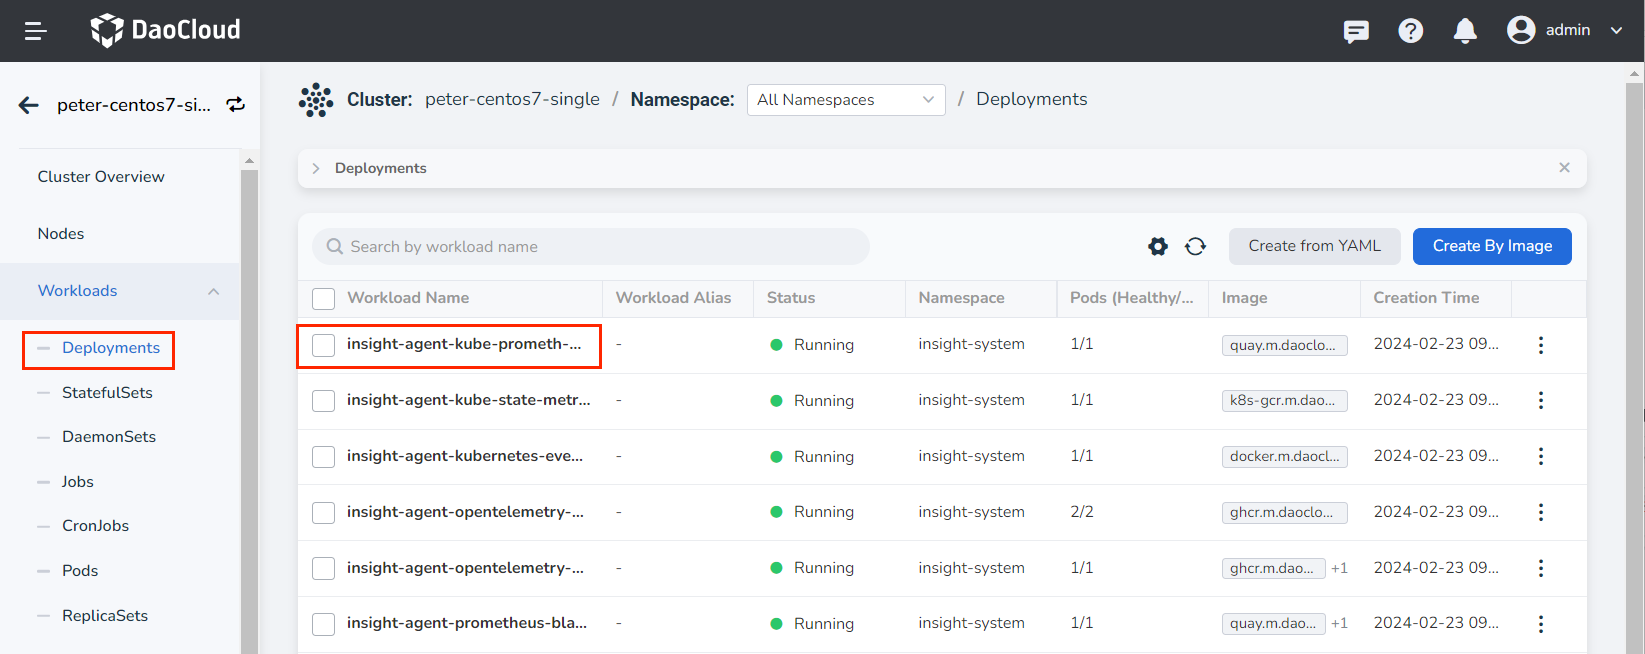 DaoCloud
admin
peter-centos7-si...
Cluster: peter-centos7-single / Namespace: All Namespaces / Deployments
Cluster Overview
Nodes
Workloads
Deployments
StatefulSets
DaemonSets
Jobs
CronJobs
Pods
ReplicaSets
Deployments
Search by workload name
Create from YAML
Create By Image
Workload Name Workload Alias Status Namespace Pods (Healthy/... Image Creation Time
insight-agent-kube-prometh-... - Running insight-system 1/1 quay.m.daoclo... 2024-02-23 09...
insight-agent-kube-state-metr... - Running insight-system 1/1 k8s-gcr.m.dao... 2024-02-23 09...
insight-agent-kubernetes-eve... - Running insight-system 1/1 docker.m.daocl... 2024-02-23 09...
insight-agent-opentelemetry-... - Running insight-system 2/2 ghcr.m.daoclo... 2024-02-23 09...
insight-agent-opentelemetry-... - Running insight-system 1/1 ghcr.m.dao... +1 2024-02-23 09...
insight-agent-prometheus-bla... - Running insight-system 1/1 quay.m.dao... +1 2024-02-23 09...